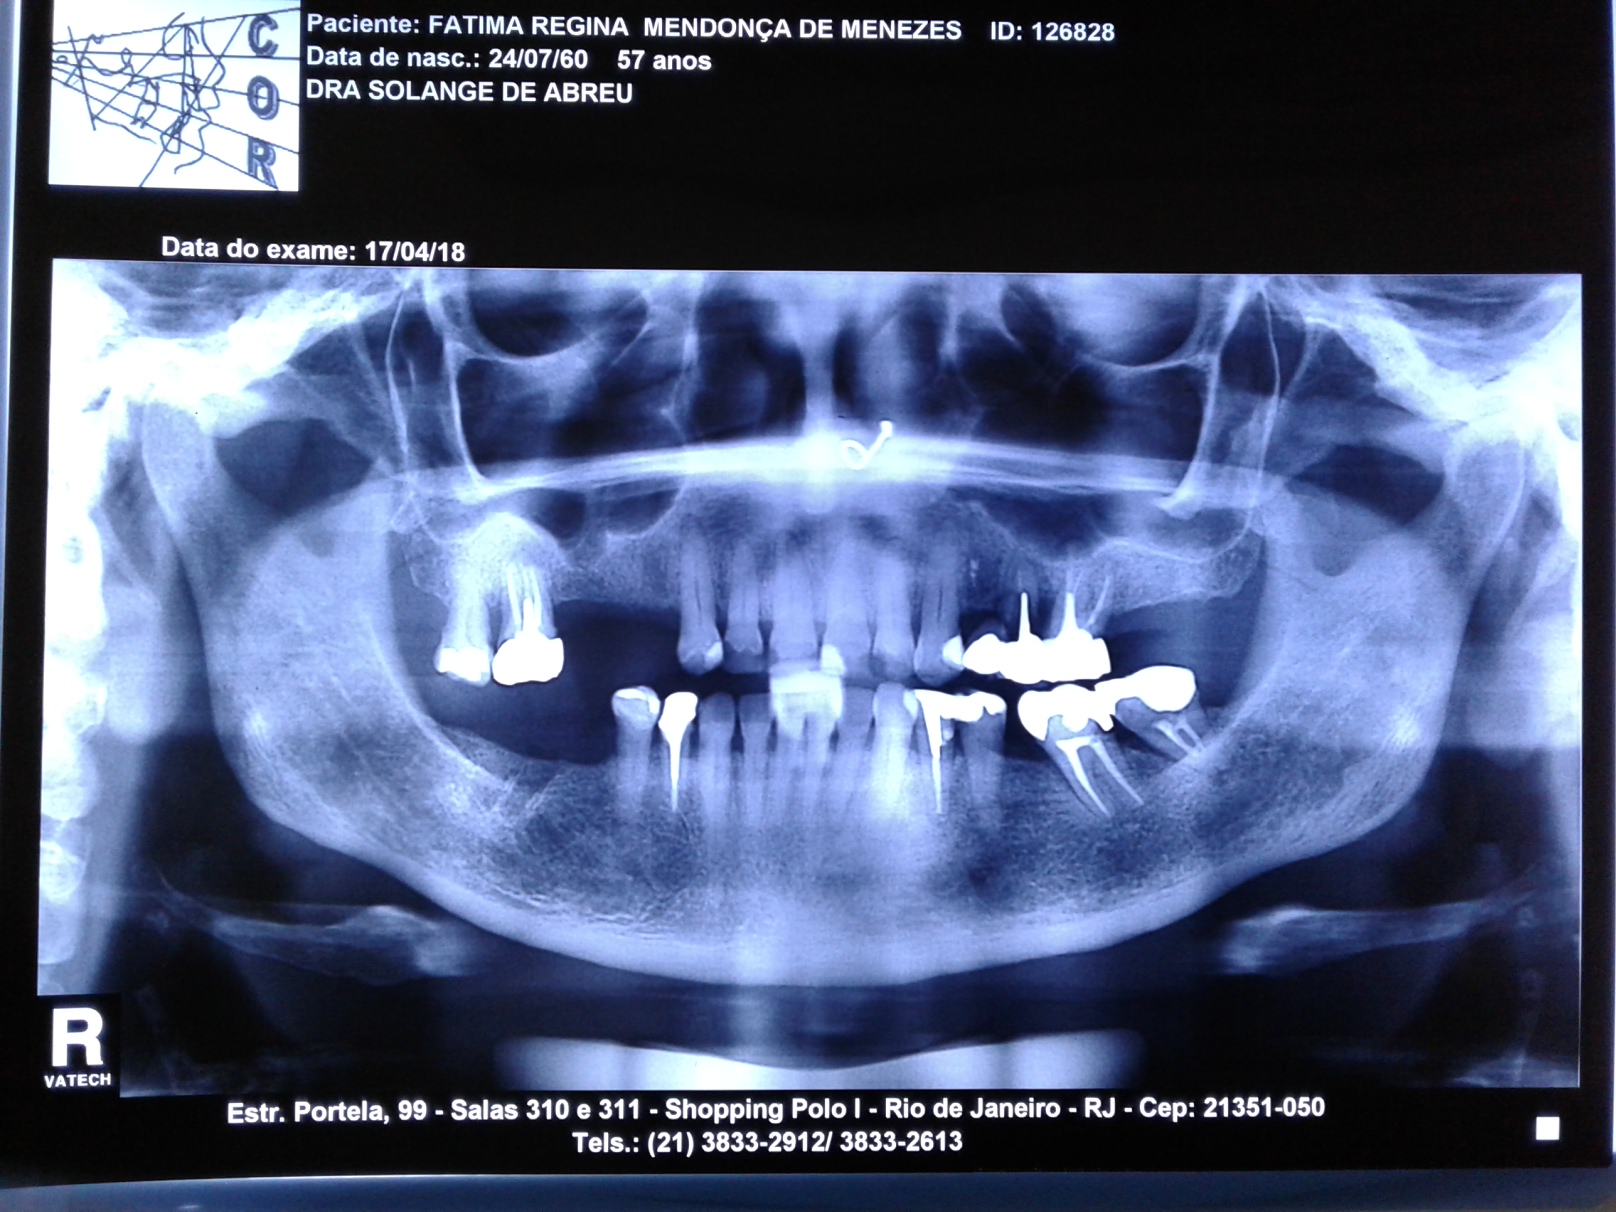 C
O
R
Paciente: FATIMA REGINA MENDONÇA DE MENEZES ID: 126828
Data de nasc.: 24/07/60 57 anos
DRA SOLANGE DE ABREU
Data do exame: 17/04/18
R
VATECH
Estr. Portela, 99 - Salas 310 e 311 - Shopping Polo I - Rio de Janeiro - RJ - Cep: 21351-050
Tels.: (21) 3833-2912/ 3833-2613